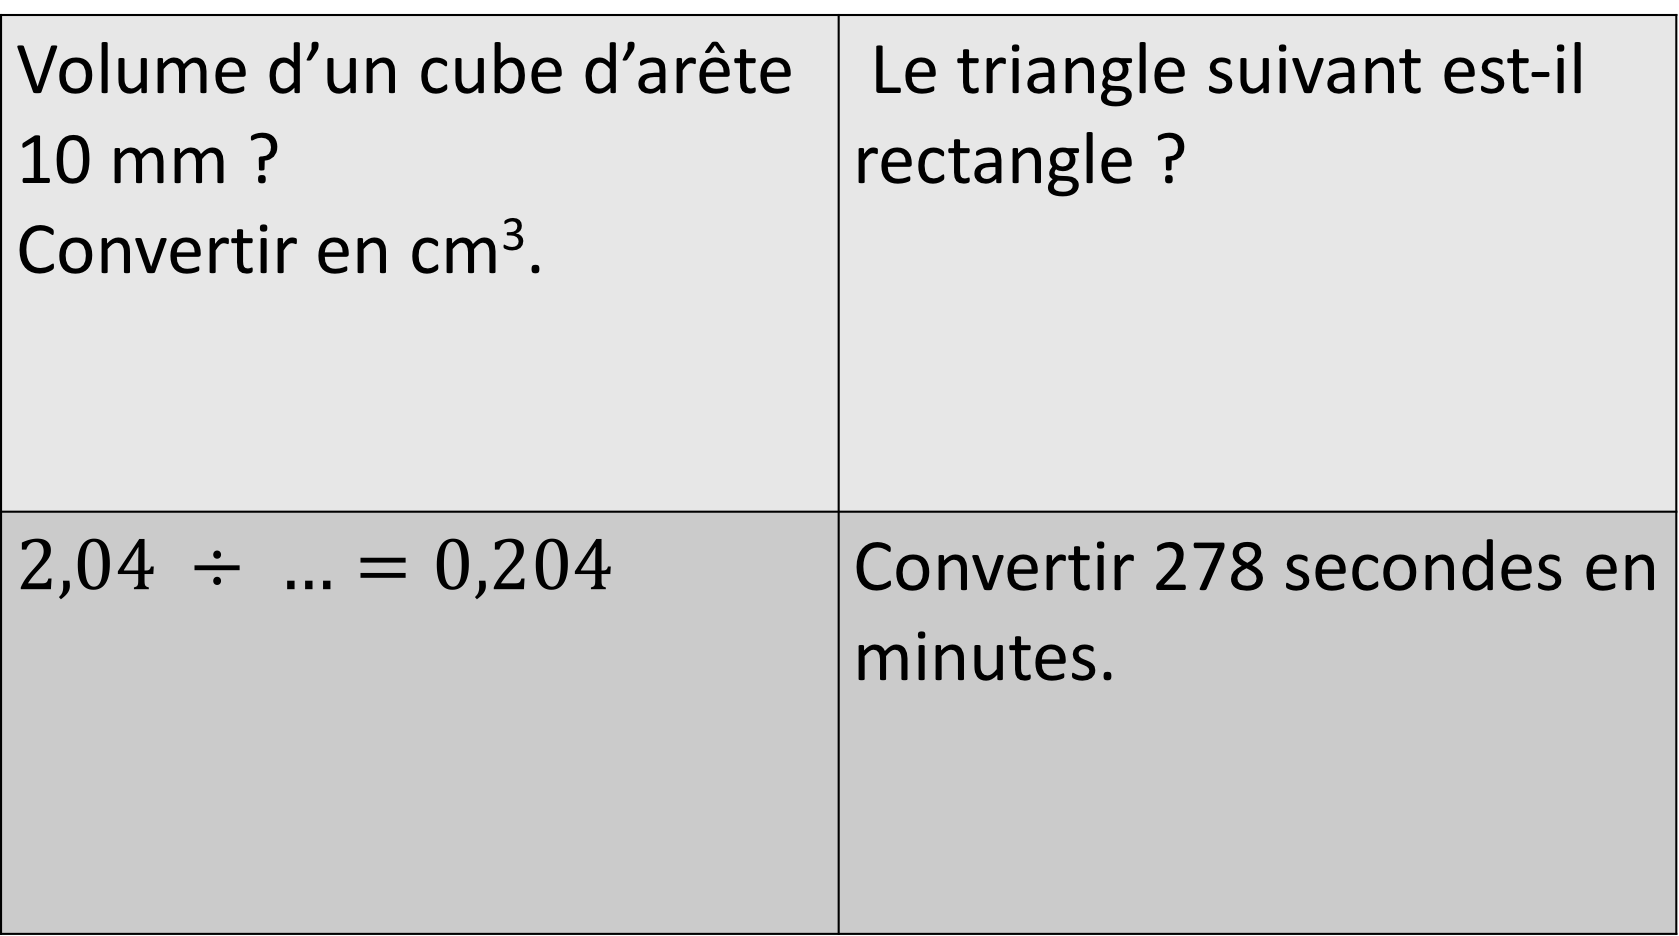 Volume d’un cube d’arête
10 mm ?
Convertir en cm³.
Le triangle suivant est-il
rectangle ?
2,04 ÷ … = 0,204
Convertir 278 secondes en
minutes.